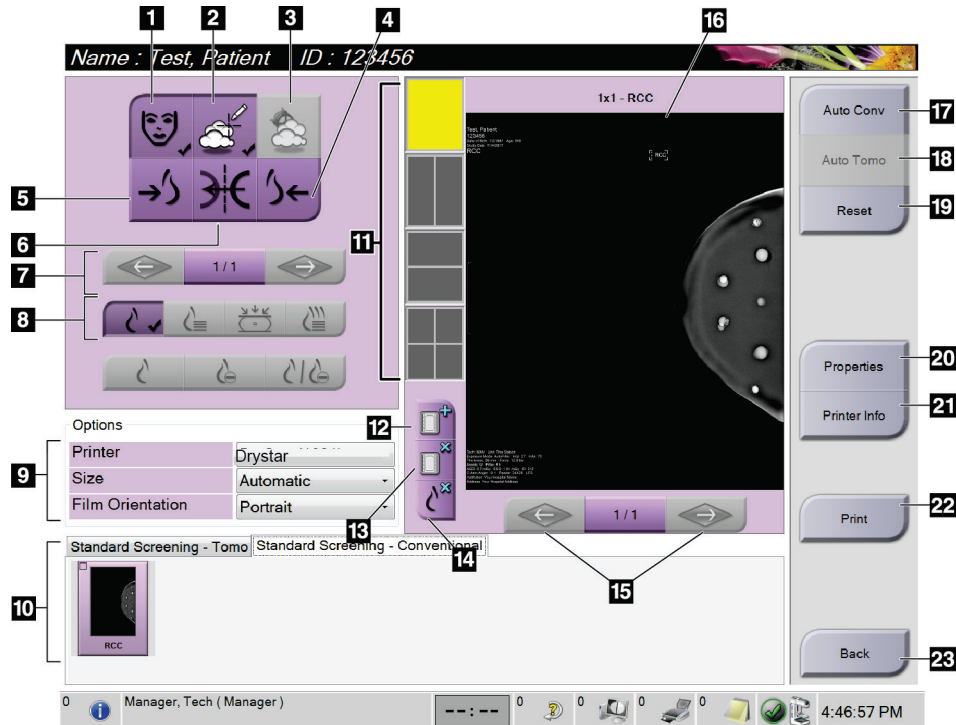 1 2 3 4 16
Name : Test, Patient ID : 123456
1x1 - RCC
Test, Patient
123456
RCC
[ RCC ]
Auto Conv 17
Auto Tomo 18
Reset 19
5
6
11
7 1 / 1
8
Properties 20
Printer Info 21
12
Options
9
Printer Drystar
Size Automatic
Film Orientation Portrait
13
14
1 / 1
15
Print 22
Standard Screening - Tomo Standard Screening - Conventional
10
RCC
Back 23
0 Manager, Tech ( Manager ) --:-- 0 0 0 0 4:46:57 PM